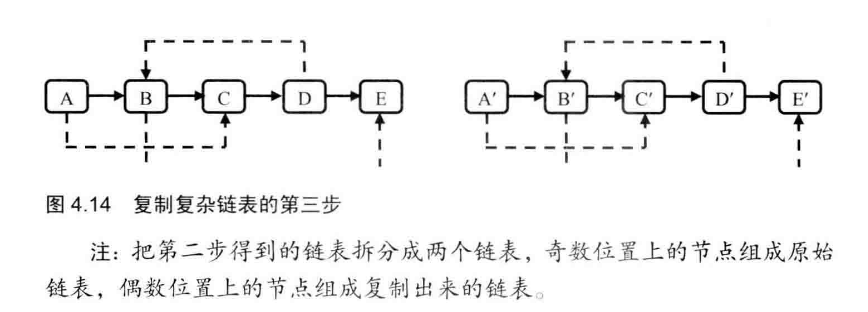 A B C D E A′ B′ C′ D′ E′
图 4.14 复制复杂链表的第三步
注：把第二步得到的链表拆分成两个链表，奇数位置上的节点组成原始
链表，偶数位置上的节点组成复制出来的链表。